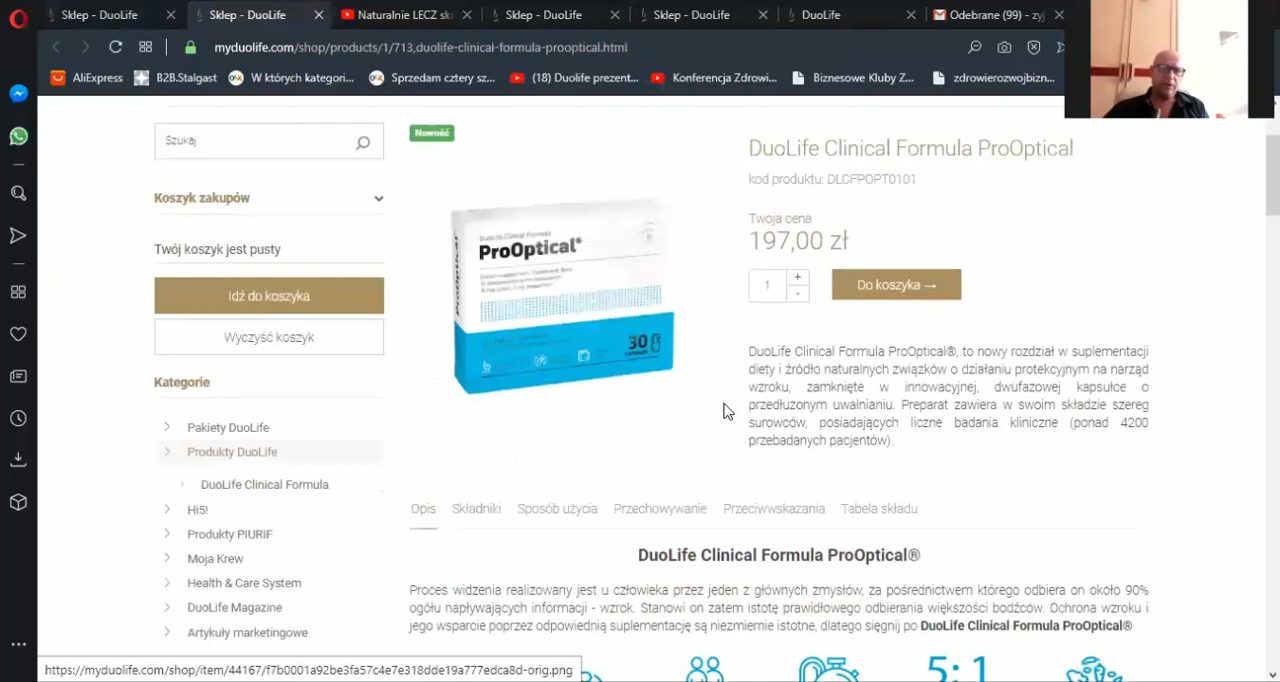 Sklep - DuoLife
Sklep - DuoLife
Naturalnie LECZ sk
Sklep - DuoLife
Sklep - DuoLife
DuoLife
Odebrane (99) - zyj
myduolife.com/shop/products/1/713,duolife-clinical-formula-prooptical.html
AliExpress
B2B.Stalgast
W których kategori...
Sprzedam cztery sz...
(18) Duolife prezent...
Konferencja Zdrowi...
Biznesowe Kluby Z...
zdrowierozwojbizn...
Szukaj
Koszyk zakupów
Twój koszyk jest pusty
Idź do koszyka
Wyczyść koszyk
Kategorie
Pakiety DuoLife
Produkty DuoLife
DuoLife Clinical Formula
Hi5!
Produkty PIURIF
Moja Krew
Health & Care System
DuoLife Magazine
Artykuły marketingowe
Nowość
DuoLife Clinical Formula
ProOptical®
ProOptical
30
DuoLife Clinical Formula ProOptical
kod produktu: DLCFPOPT0101
Twoja cena
197,00 zł
1
+
-
Do koszyka →
DuoLife Clinical Formula ProOptical®, to nowy rozdział w suplementacji
diety i źródło naturalnych związków o działaniu protekcyjnym na narząd
wzroku, zamknięte w innowacyjnej, dwufazowej kapsułce o
przedłużonym uwalnianiu. Preparat zawiera w swoim składzie szereg
surowców, posiadających liczne badania kliniczne (ponad 4200
przebadanych pacjentów).
Opis
Składniki
Sposób użycia
Przechowywanie
Przeciwwskazania
Tabela składu
DuoLife Clinical Formula ProOptical®
Proces widzenia realizowany jest u człowieka przez jeden z głównych zmysłów, za pośrednictwem którego odbiera on około 90%
ogółu napływających informacji - wzrok. Stanowi on zatem istotę prawidłowego odbierania większości bodźców. Ochrona wzroku i
jego wsparcie poprzez odpowiednią suplementację są niezmiernie istotne, dlatego sięgnij po DuoLife Clinical Formula ProOptical®
5:1
https://myduolife.com/shop/item/44167/f7b0001a92be3fa57c4e7e318dde19a777edca8d-orig.png